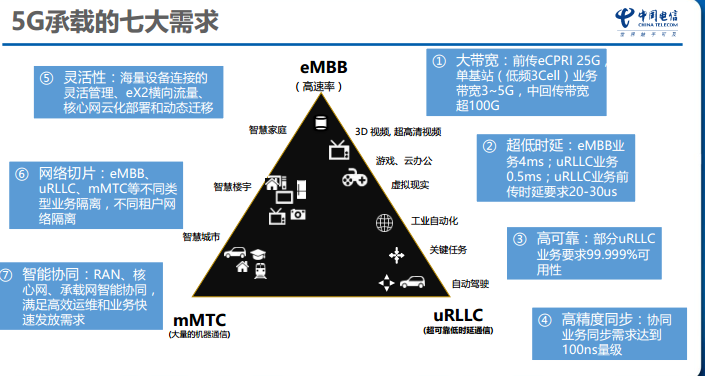 5G承载的七大需求
中国电信
CHINA TELECOM
世界触手可及
eMBB
(高速率)
① 大带宽：前传eCPRI 25G，
单基站（低频3Cell）业务
带宽3~5G，中回传带宽
超100G
② 超低时延：eMBB业
务4ms；uRLLC业务
0.5ms；uRLLC业务前
传时延要求20-30us
③ 高可靠：部分uRLLC
业务要求99.999%可
用性
④ 高精度同步：协同
业务同步需求达到
100ns量级
⑤ 灵活性：海量设备连接的
灵活管理、eX2横向流量、
核心网云化部署和动态迁移
⑥ 网络切片：eMBB、
uRLLC、mMTC等不同类
型业务隔离，不同租户网
络隔离
⑦ 智能协同：RAN、核
心网、承载网智能协同，
满足高效运维和业务快
速发放需求
智慧家庭
智慧楼宇
智慧城市
3D 视频, 超高清视频
游戏、云办公
虚拟现实
工业自动化
关键任务
自动驾驶
mMTC
(大量的机器通信)
uRLLC
(超可靠低时延通信)